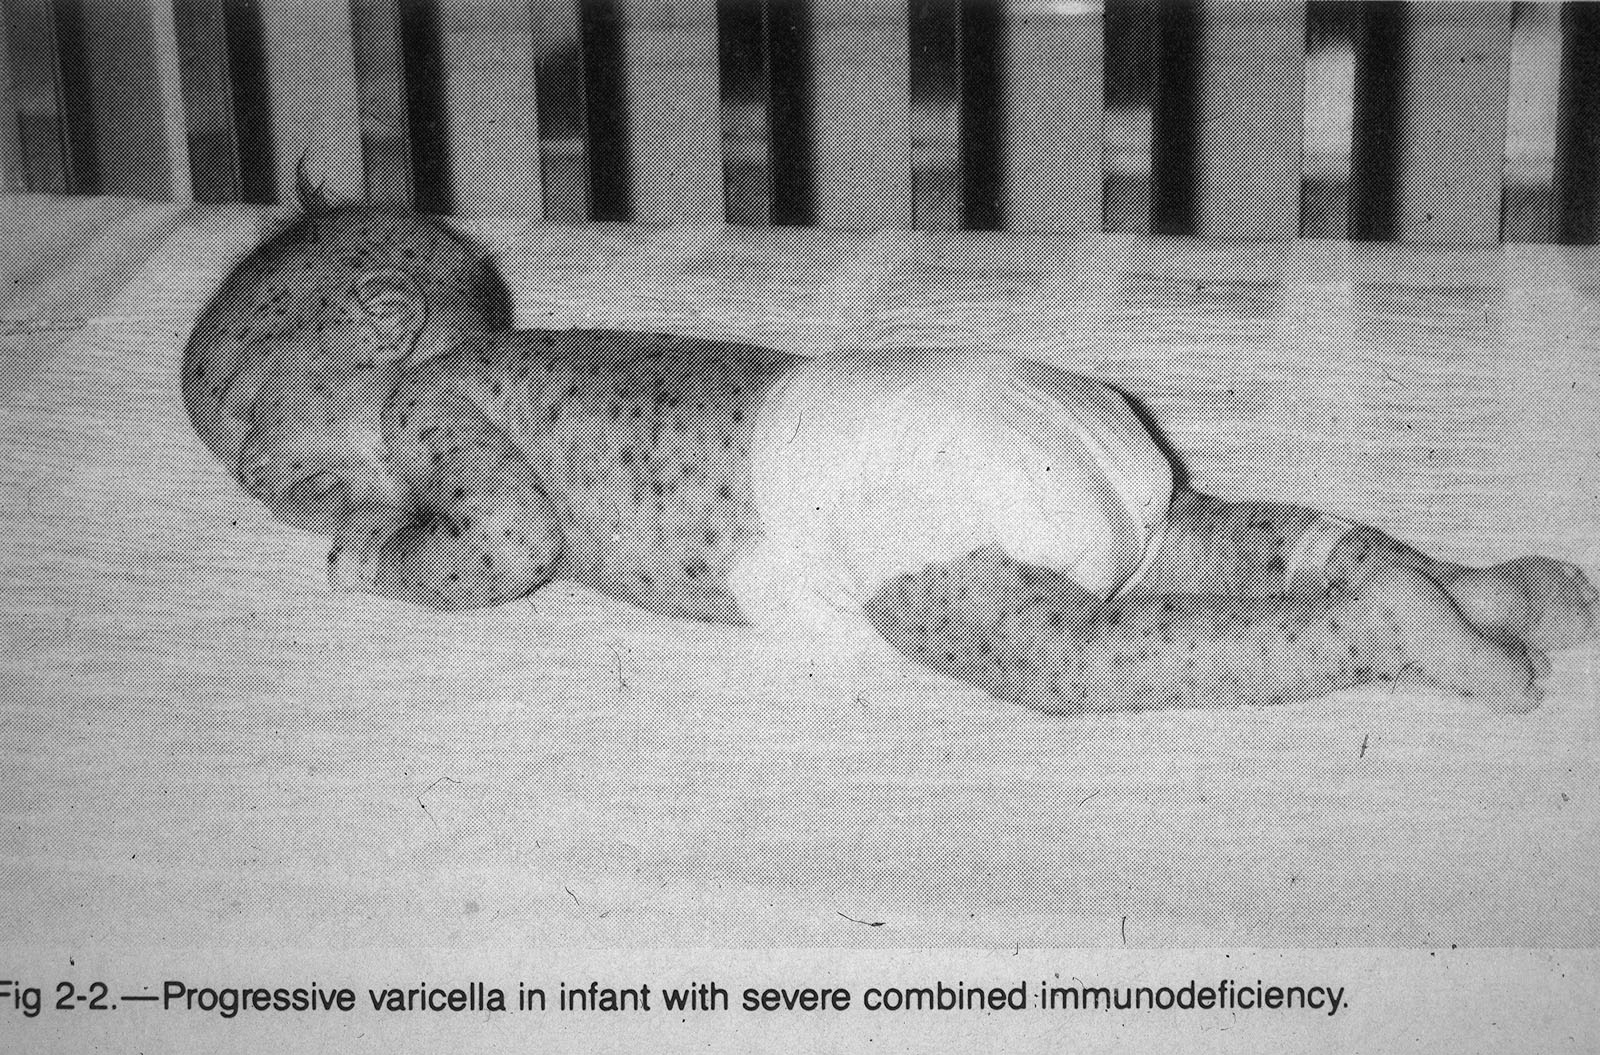 Fig 2-2.—Progressive varicella in infant with severe combined immunodeficiency.